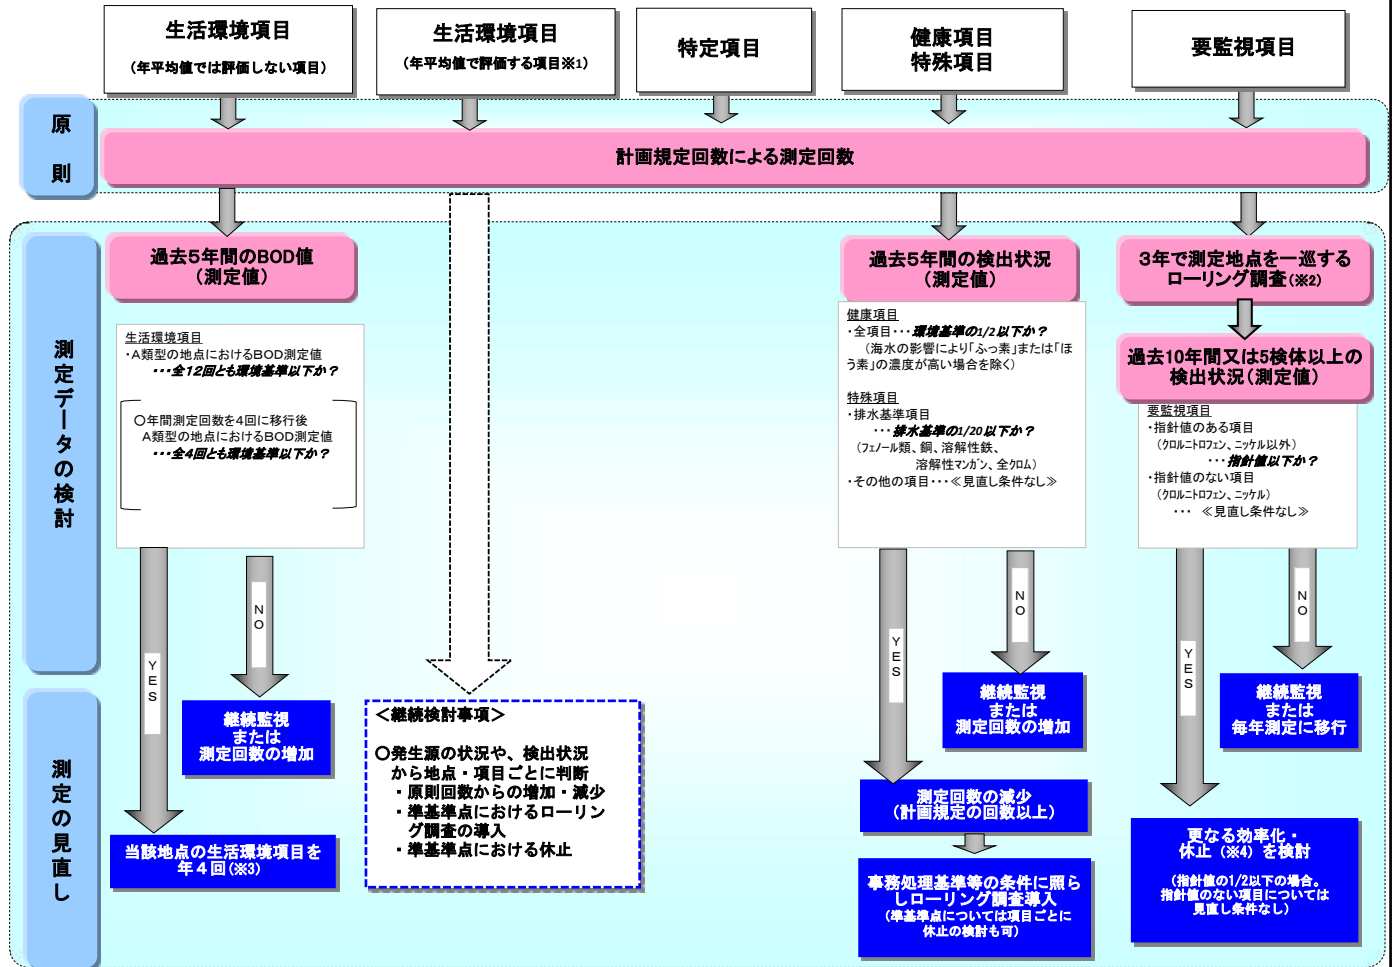 生活環境項目
(年平均値では評価しない項目)
生活環境項目
(年平均値で評価する項目※1)
特定項目
健康項目
特殊項目
要監視項目
原
則
計画規定回数による測定回数
測定データの検討
過去5年間のBOD値
(測定値)
生活環境項目
・A類型の地点におけるBOD測定値
・・・全12回とも環境基準以下か?
○年間測定回数を4回に移行後
A類型の地点におけるBOD測定値
・・・全4回とも環境基準以下か?
過去5年間の検出状況
(測定値)
健康項目
・全項目・・・環境基準の1/2以下か?
(海水の影響により「ふっ素」または「ほ
う素」の濃度が高い場合を除く)
特殊項目
・排水基準項目
・・・排水基準の1/20以下か?
(フェノール類、銅、溶解性鉄、
溶解性マンガン、全クロム)
・その他の項目・・・≪見直し条件なし≫
3年で測定地点を一巡する
ローリング調査(※2)
過去10年間又は5検体以上の
検出状況(測定値)
要監視項目
・指針値のある項目
(クロルニトロフェン、ニッケル以外)
・・・指針値以下か?
・指針値のない項目
(クロルニトロフェン、ニッケル)
・・・ ≪見直し条件なし≫
YES
NO
YES
NO
YES
NO
測定の見直し
継続監視
または
測定回数の増加
当該地点の生活環境項目を
年4回(※3)
<継続検討事項>
○発生源の状況や、検出状況
から地点・項目ごとに判断
・原則回数からの増加・減少
・準基準点におけるローリン
グ調査の導入
・準基準点における休止
継続監視
または
測定回数の増加
測定回数の減少
(計画規定の回数以上)
事務処理基準等の条件に照ら
しローリング調査導入
(準基準点については項目ごとに
休止の検討も可)
継続監視
または
毎年測定に移行
更なる効率化・
休止(※4)を検討
(指針値の1/2以下の場合。
指針値のない項目については
見直し条件なし)